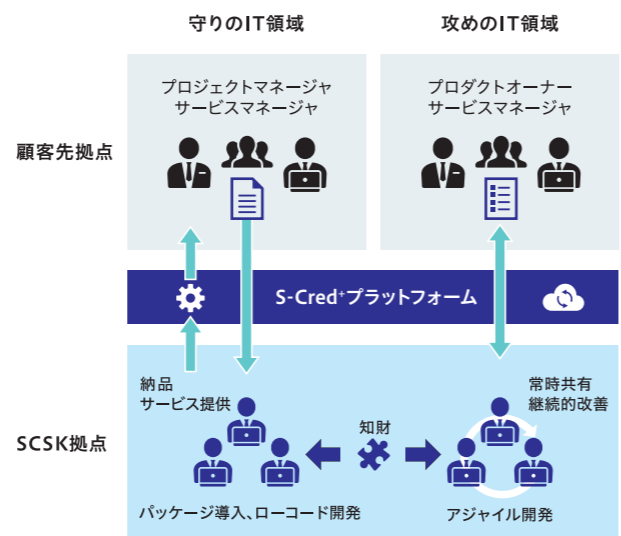 守りのIT領域
攻めのIT領域
顧客先拠点
プロジェクトマネージャ
サービスマネージャ
プロダクトオーナー
サービスマネージャ
S-Cred⁺プラットフォーム
SCSK拠点
納品
サービス提供
知財
常時共有
継続的改善
パッケージ導入、ローコード開発
アジャイル開発